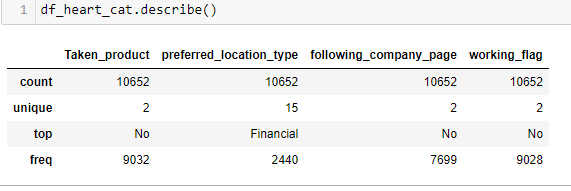 1 df_heart_cat.describe()
Taken_product preferred_location_type following_company_page working_flag
count 10652 10652 10652 10652
unique 2 15 2 2
top No Financial No No
freq 9032 2440 7699 9028